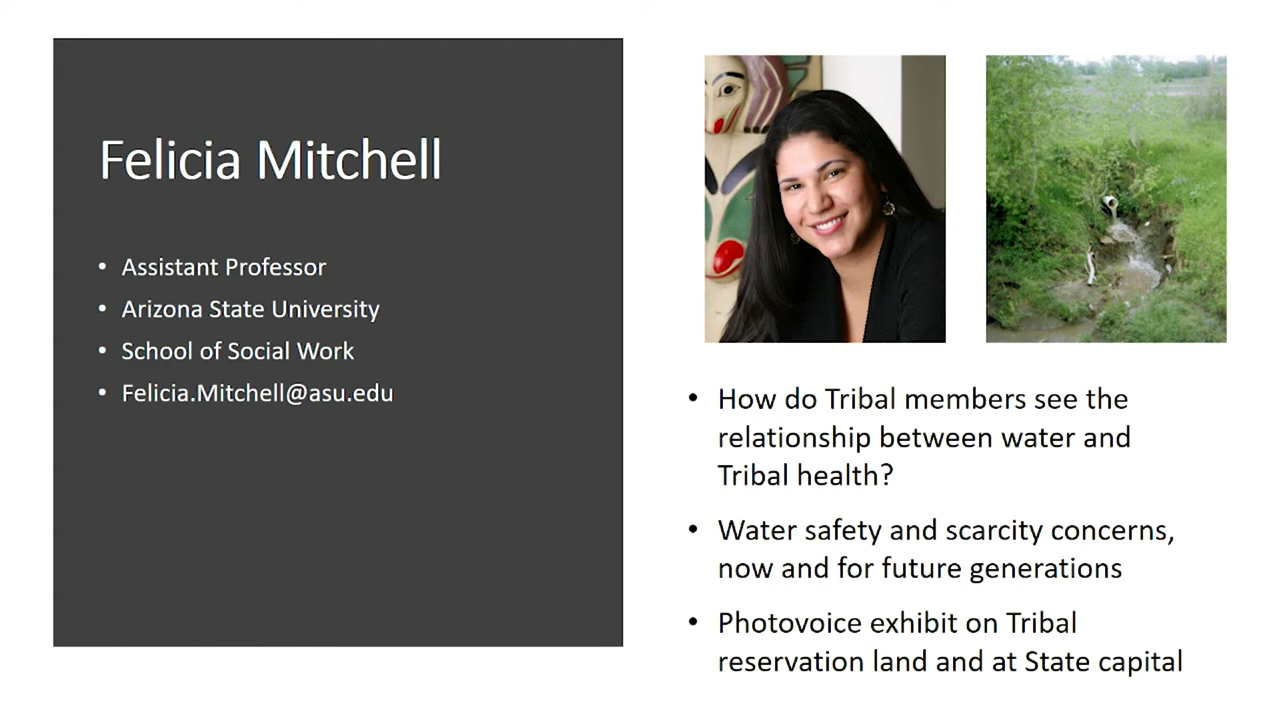 Felicia Mitchell
• Assistant Professor
• Arizona State University
• School of Social Work
• Felicia.Mitchell@asu.edu
• How do Tribal members see the
relationship between water and
Tribal health?
• Water safety and scarcity concerns,
now and for future generations
• Photovoice exhibit on Tribal
reservation land and at State capital